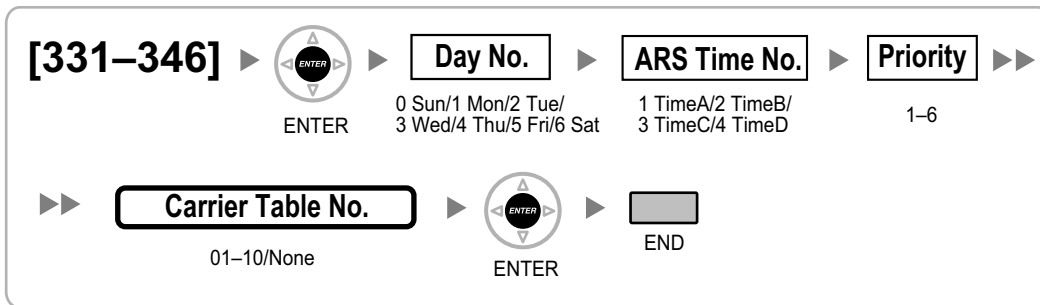 [331–346]
ENTER
ENTER
Day No.
0 Sun/1 Mon/2 Tue/
3 Wed/4 Thu/5 Fri/6 Sat
ARS Time No.
1 TimeA/2 TimeB/
3 TimeC/4 TimeD
Priority
1–6
Carrier Table No.
01–10/None
ENTER
ENTER
END